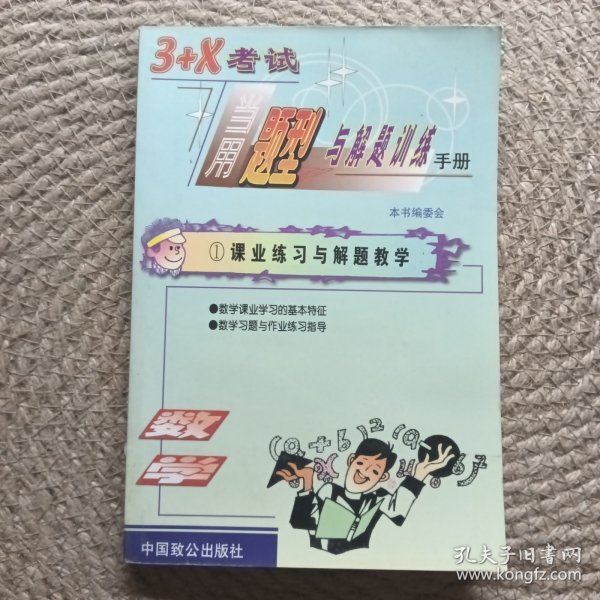 3+X考试
当用题型与解题训练手册
本书编委会
①课业练习与解题教学
●数学课业学习的基本特征
●数学习题与作业练习指导
数学
(a+b)2(a-b)2
中国致公出版社
孔夫子旧书网
www.kongfz.com